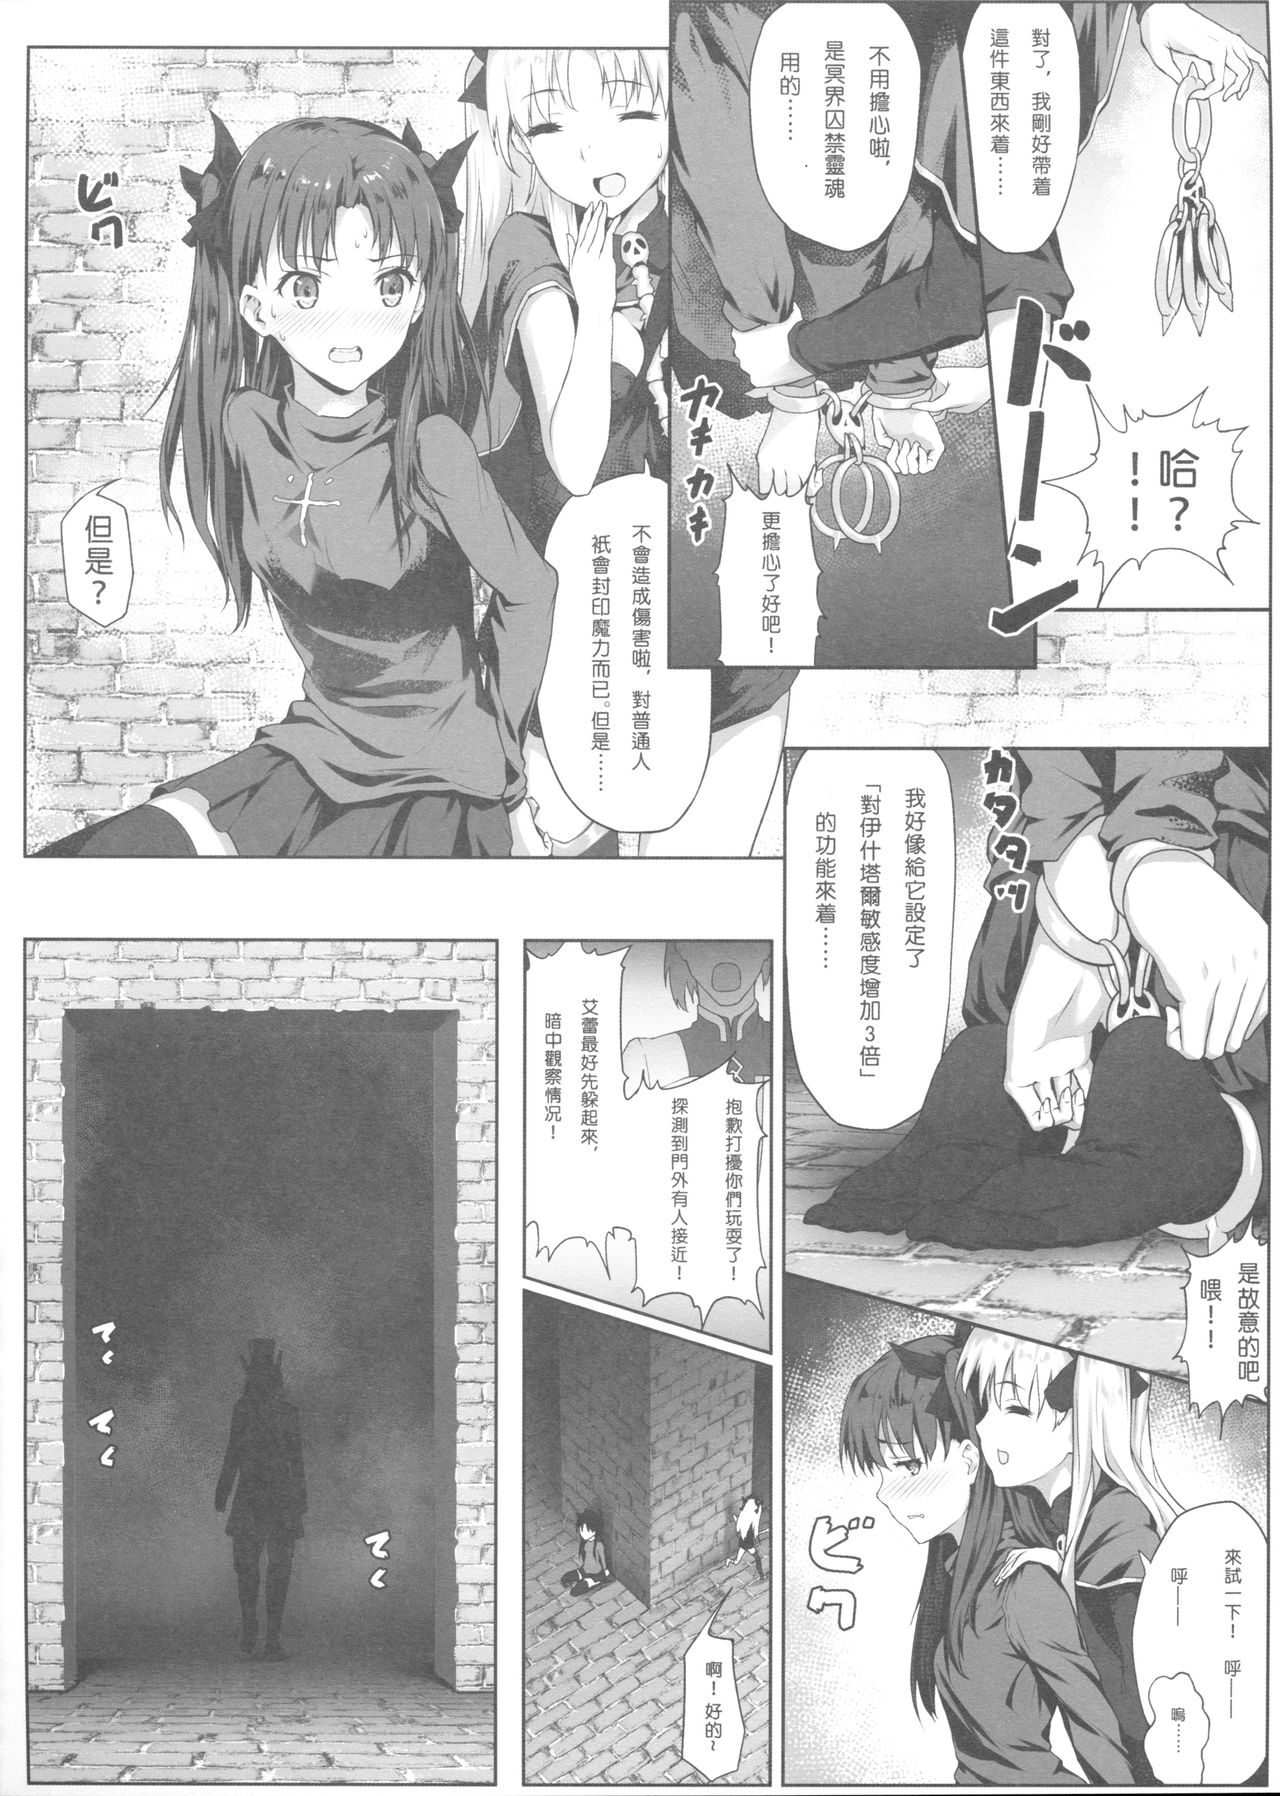 對了，我剛好帶着
這件東西來着……
哈？
！！
ドーン
不用擔心啦，
是冥界囚禁靈魂
用的……
更擔心了好吧！
カキカキ
不會造成傷害啦，對普通人
衹會封印魔力而已。但是……
但是？
ビク
我好像給它設定了
「對伊什塔爾敏感度增加3倍」
的功能來着……
カタタッ
是故意的吧
喂！！
來試一下！呼——
呼——
嗚……
ビク
抱歉打擾你們玩耍了！
探測到門外有人接近！
艾蕾最好先躲起來，
暗中觀察情况！
啊！好的~
て
て
て